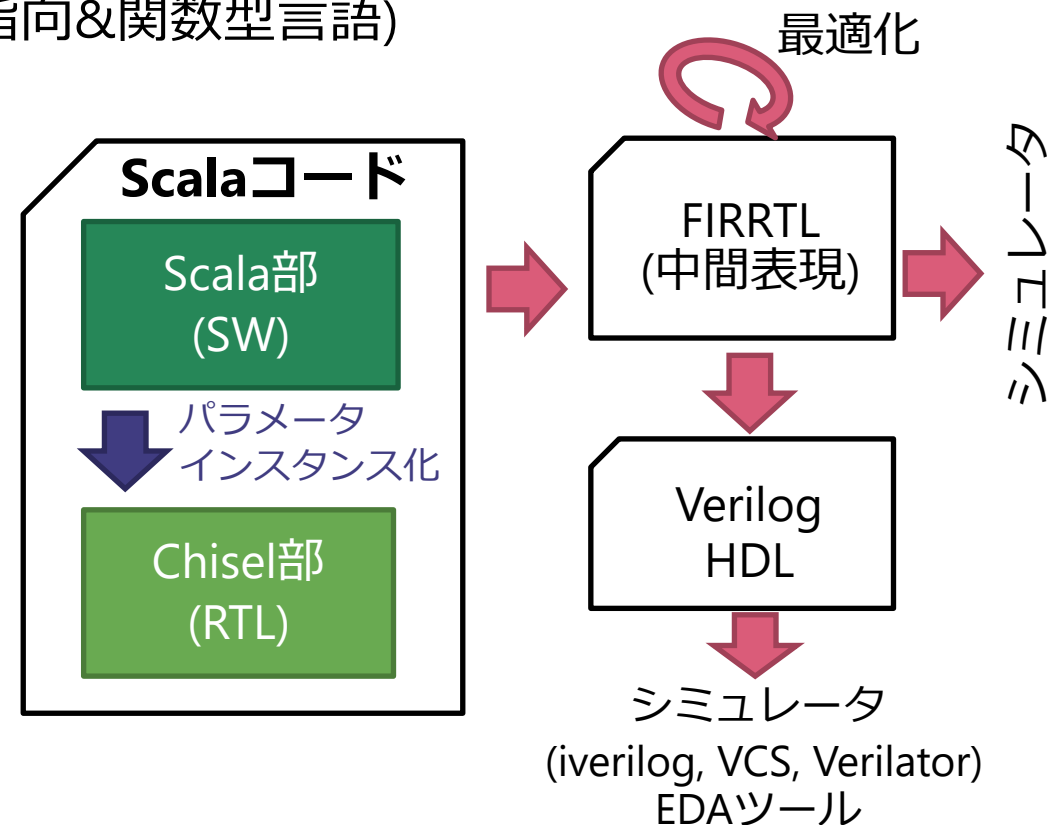 指向&関数型言語)
最適化
Scalaコード
Scala部
(SW)
パラメータ
インスタンス化
Chisel部
(RTL)
FIRRTL
(中間表現)
シミュレータ
Verilog
HDL
シミュレータ
(iverilog, VCS, Verilator)
EDAツール